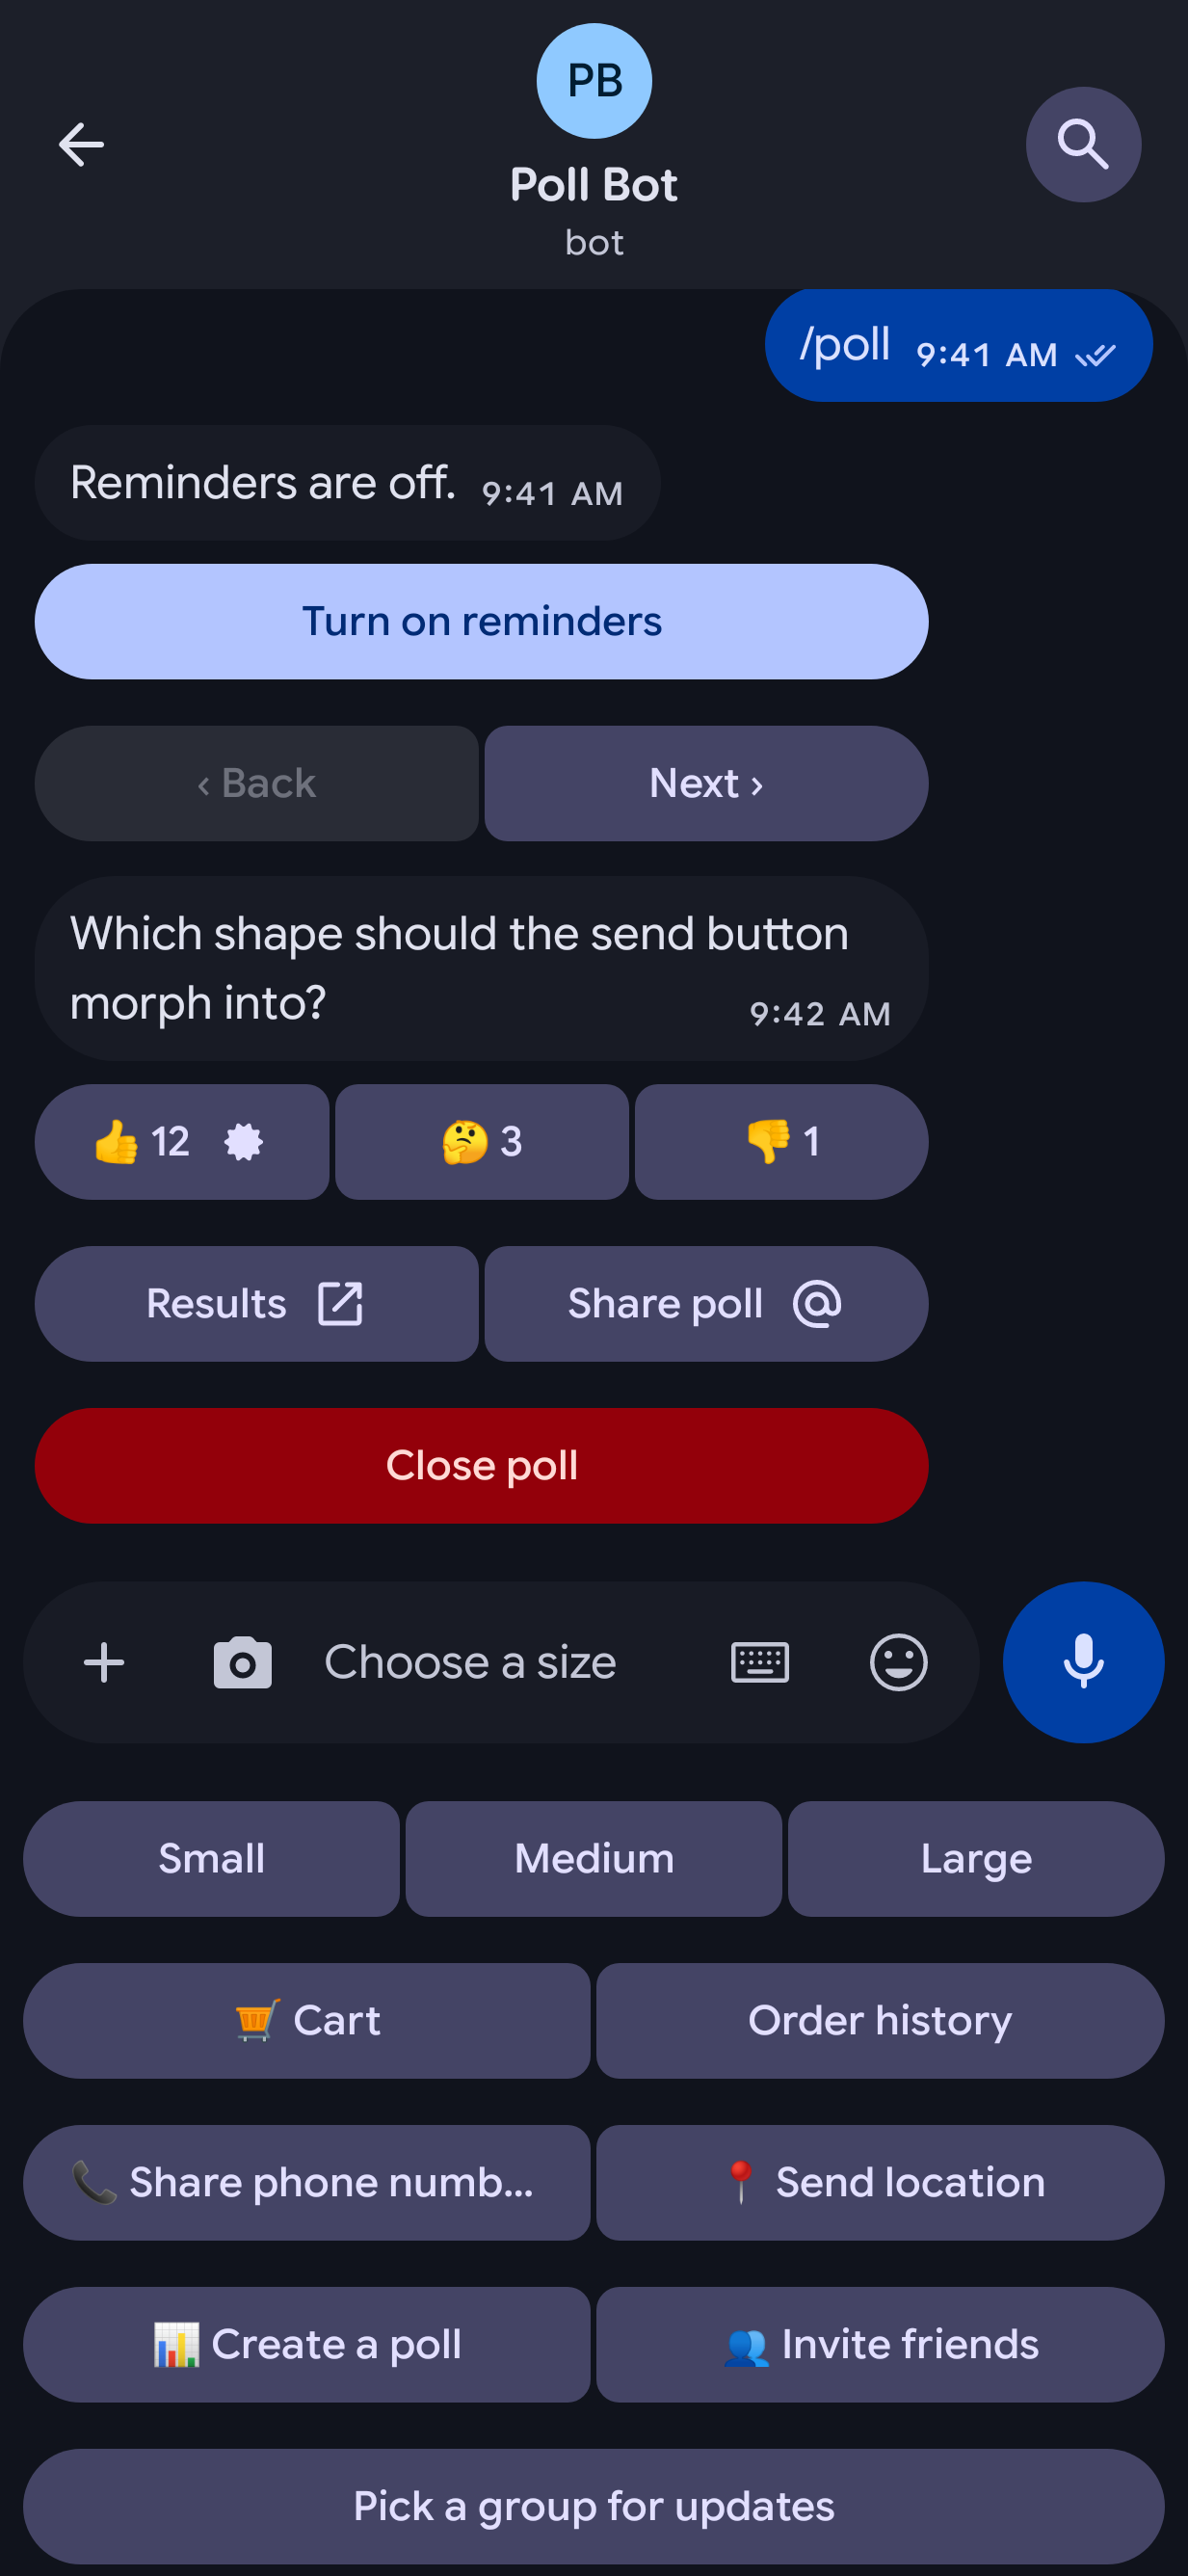 PB
Poll Bot
bot
/poll 9:41 AM
Reminders are off. 9:41 AM
Turn on reminders
‹ Back Next ›
Which shape should the send button
morph into? 9:42 AM
👍 12 🤔 3 👎 1
Results Share poll
Close poll
Choose a size
Small Medium Large
🛒 Cart Order history
📞 Share phone numb... 📍 Send location
📊 Create a poll 👥 Invite friends
Pick a group for updates